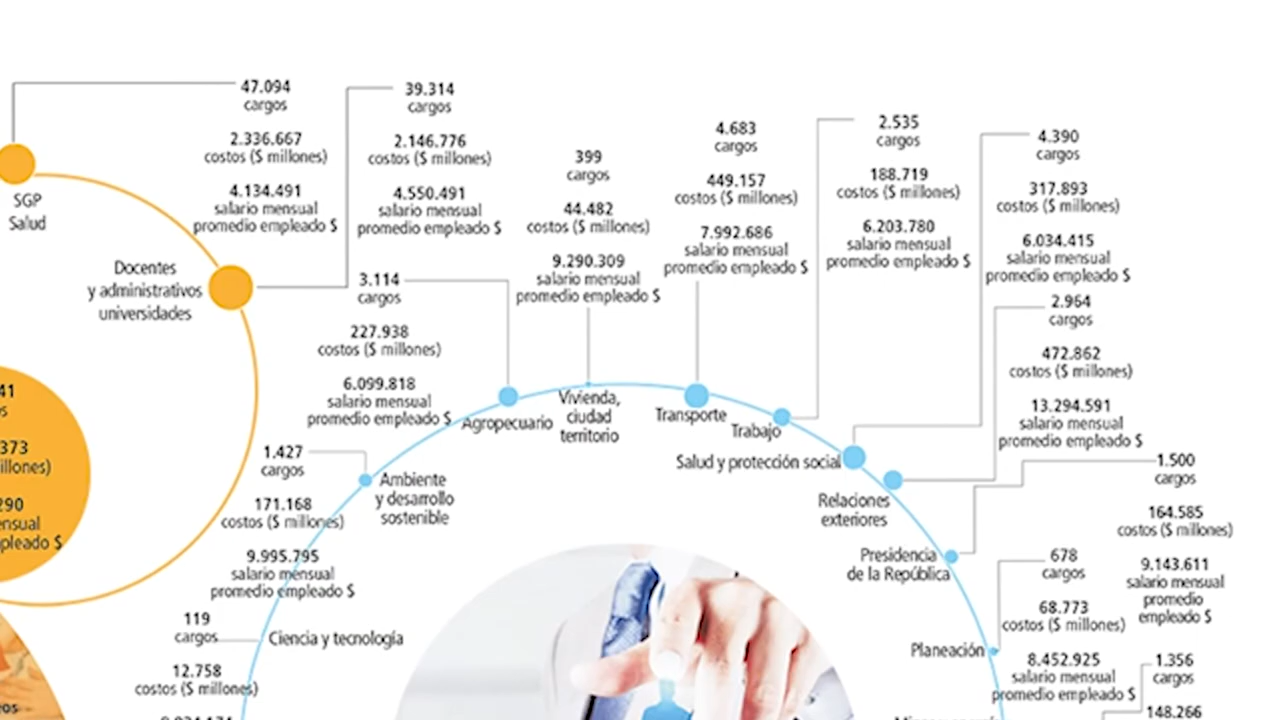 47.094
cargos
2.336.667
costos ($ millones)
4.134.491
salario mensual
promedio empleado $
39.314
cargos
2.146.776
costos ($ millones)
4.550.491
salario mensual
promedio empleado $
SGP
Salud
Docentes
y administrativos
universidades
399
cargos
44.482
costos ($ millones)
9.290.309
salario mensual
promedio empleado $
4.683
cargos
449.157
costos ($ millones)
7.992.686
salario mensual
promedio empleado $
2.535
cargos
188.719
costos ($ millones)
6.203.780
salario mensual
promedio empleado $
4.390
cargos
317.893
costos ($ millones)
6.034.415
salario mensual
promedio empleado $
3.114
cargos
227.938
costos ($ millones)
6.099.818
salario mensual
promedio empleado $
Agropecuario
Vivienda,
ciudad
territorio
Transporte
Trabajo
Salud y protección social
2.964
cargos
472.862
costos ($ millones)
13.294.591
salario mensual
promedio empleado $
Relaciones
exteriores
1.427
cargos
171.168
costos ($ millones)
9.995.795
salario mensual
promedio empleado $
Ambiente
y desarrollo
sostenible
1.500
cargos
164.585
costos ($ millones)
9.143.611
salario mensual
promedio
empleado $
Presidencia
de la República
678
cargos
68.773
costos ($ millones)
8.452.925
salario mensual
promedio empleado $
Planeación
119
cargos
12.758
costos ($ millones)
Ciencia y tecnología
1.356
cargos
148.266
41
373
illones)
290
ensual
pleado $